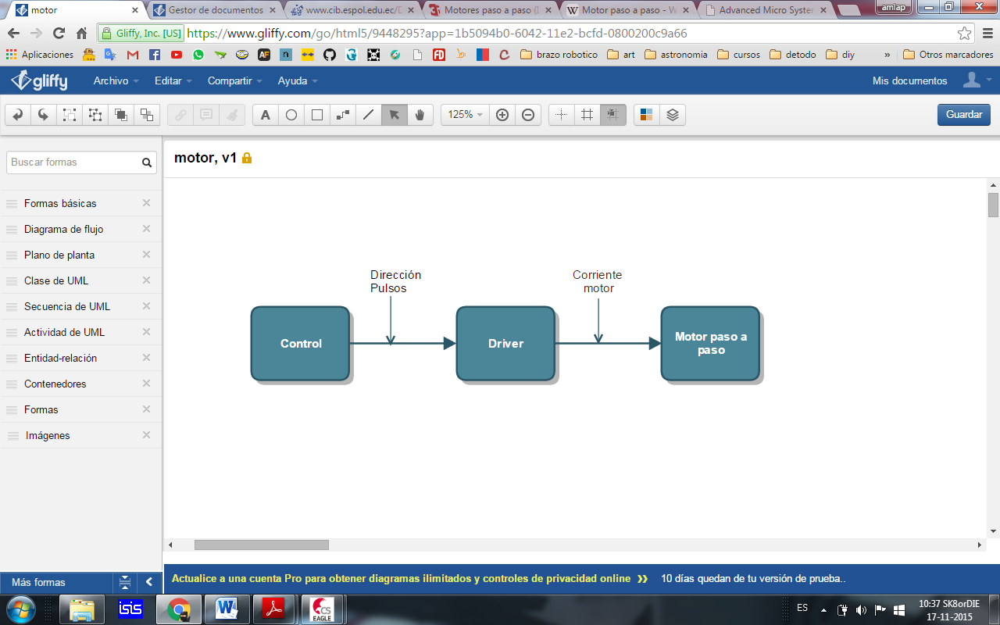 motor
Gestor de documentos
www.cib.espol.edu.ec/D
Motores paso a paso (
Motor paso a paso - W
Advanced Micro System
amlap
Gliffy, Inc. [US]
https://www.gliffy.com/go/html5/9448295?app=1b5094b0-6042-11e2-bcfd-0800200c9a66
Aplicaciones
AF
n
FD
brazo robotico
art
astronomía
cursos
detodo
diy
»
Otros marcadores
gliffy
Archivo
Editar
Compartir
Ayuda
Mis documentos
A
125%
Guardar
Buscar formas
motor, v1
Formas básicas
Diagrama de flujo
Plano de planta
Clase de UML
Secuencia de UML
Actividad de UML
Entidad-relación
Contenedores
Formas
Imágenes
Dirección
Pulsos
Corriente
motor
Control
Driver
Motor paso a
paso
Más formas
Actualice a una cuenta Pro para obtener diagramas ilimitados y controles de privacidad online
10 días quedan de tu versión de prueba..
isis
W
CS
EAGLE
ES
10:37 SK8orDIE
17-11-2015